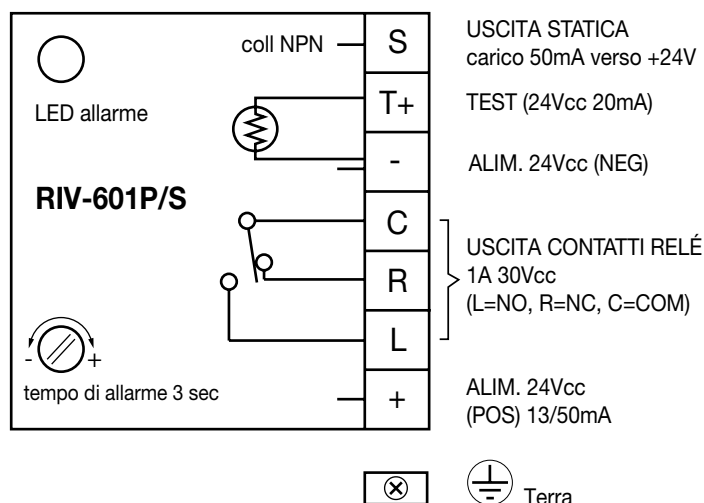 coll NPN
S
USCITA STATICA
carico 50mA verso +24V
LED allarme
T+
TEST (24Vcc 20mA)
-
ALIM. 24Vcc (NEG)
RIV-601P/S
C
R
L
USCITA CONTATTI RELÉ
1A 30Vcc
(L=NO, R=NC, C=COM)
- +
tempo di allarme 3 sec
+
ALIM. 24Vcc
(POS) 13/50mA
Terra